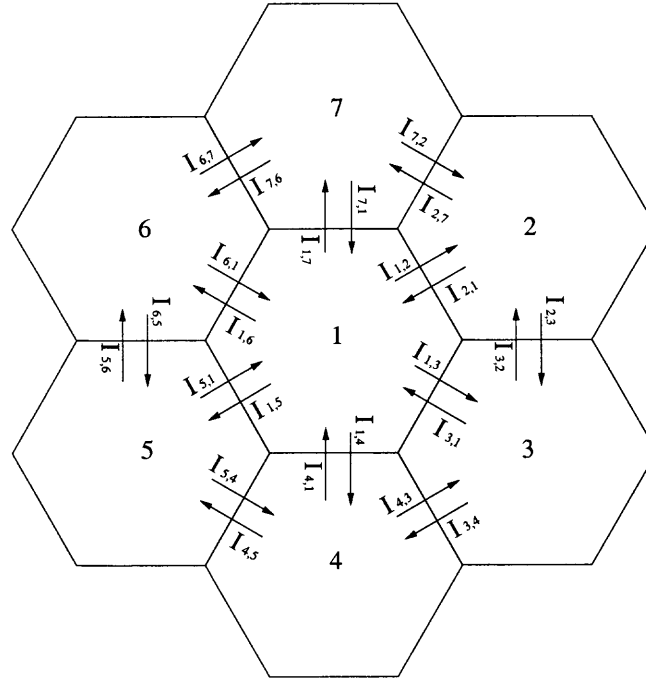 7
I6,7
I7,6
I7,2
I2,7
I7,1
I1,7
6
2
I6,1
I1,6
I1,2
I2,1
I6,5
I5,6
1
I2,3
I3,2
I5,1
I1,5
I1,3
I3,1
5
I1,4
I4,1
3
I5,4
I4,5
I4,3
I3,4
4